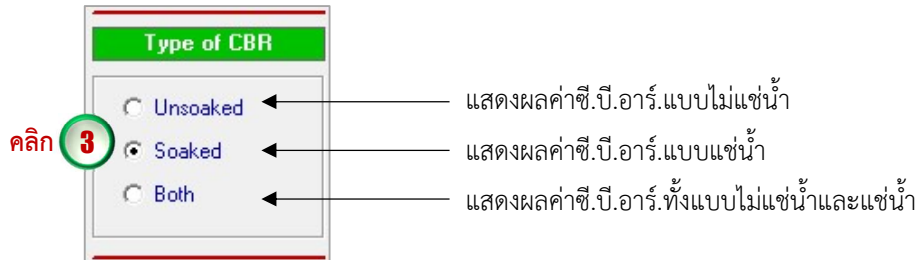 Type of CBR
Unsoaked แสดงผลค่าซี.บี.อาร์.แบบไม่แช่น้ำ
คลิก 3 Soaked แสดงผลค่าซี.บี.อาร์.แบบแช่น้ำ
Both แสดงผลค่าซี.บี.อาร์.ทั้งแบบไม่แช่น้ำและแช่น้ำ